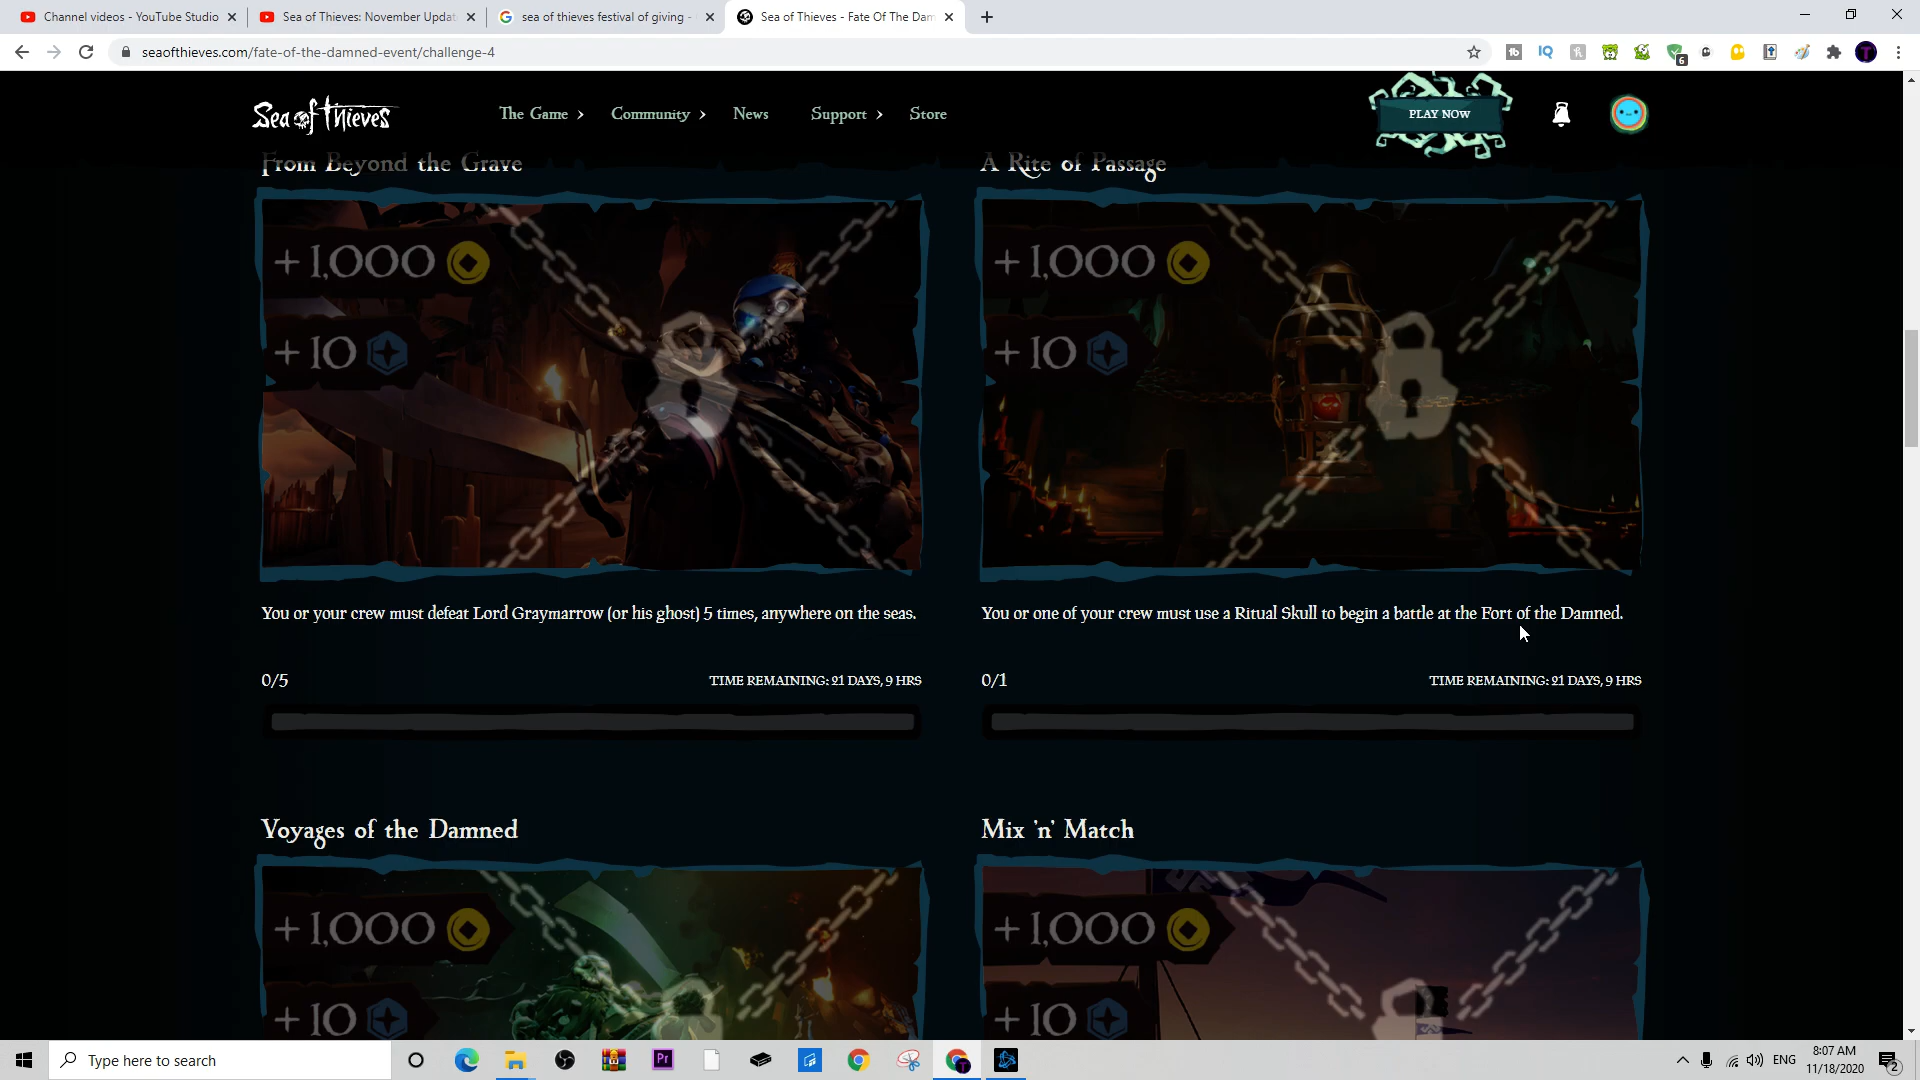 Channel videos - YouTube Studio
Sea of Thieves: November Updat
sea of thieves festival of giving -
Sea of Thieves - Fate Of The Dam
seaofthieves.com/fate-of-the-damned-event/challenge-4
Sea of Thieves
The Game
Community
News
Support
Store
PLAY NOW
From Beyond the Grave
A Rite of Passage
+ 1,000
+ 10
+ 1,000
+ 10
You or your crew must defeat Lord Graymarrow (or his ghost) 5 times, anywhere on the seas.
You or one of your crew must use a Ritual Skull to begin a battle at the Fort of the Damned.
0/5
TIME REMAINING: 21 DAYS, 9 HRS
0/1
TIME REMAINING: 21 DAYS, 9 HRS
Voyages of the Damned
Mix 'n' Match
+ 1,000
+ 10
+ 1,000
+ 10
Type here to search
Pr
ENG
8:07 AM
11/18/2020
2